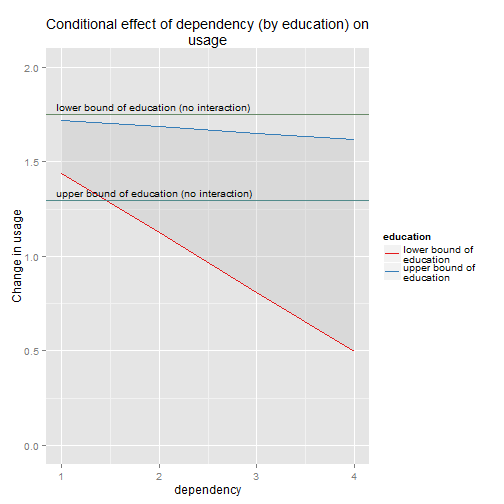 Conditional effect of dependency (by education) on
usage
2.0
lower bound of education (no interaction)
1.5
upper bound of education (no interaction)
1.0
0.5
0.0
Change in usage
1
2
3
4
dependency
education
lower bound of
education
upper bound of
education